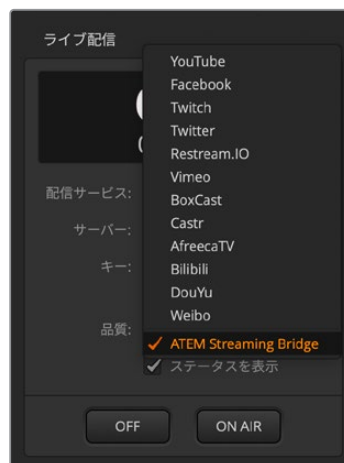 ライブ配信
YouTube
Facebook
Twitch
Twitter
Restream.IO
Vimeo
BoxCast
Castr
AfreecaTV
Bilibili
DouYu
Weibo
ATEM Streaming Bridge
配信サービス:
サーバー:
キー:
品質:
ステータスを表示
OFF
ON AIR